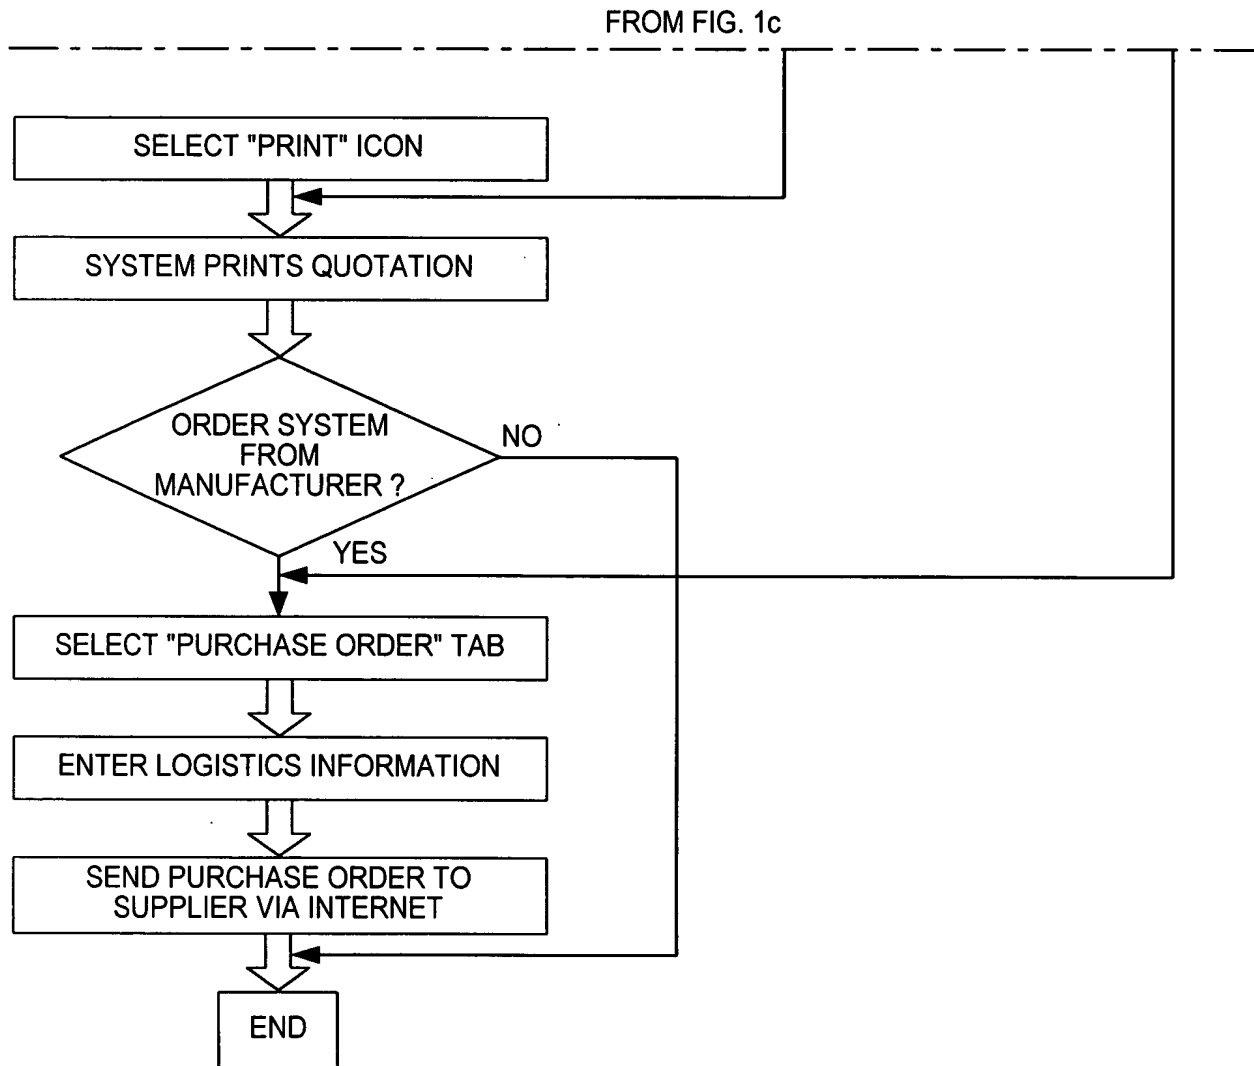 FROM FIG. 1c
SELECT "PRINT" ICON
SYSTEM PRINTS QUOTATION
ORDER SYSTEM
FROM
MANUFACTURER ?
NO
YES
SELECT "PURCHASE ORDER" TAB
ENTER LOGISTICS INFORMATION
SEND PURCHASE ORDER TO
SUPPLIER VIA INTERNET
END